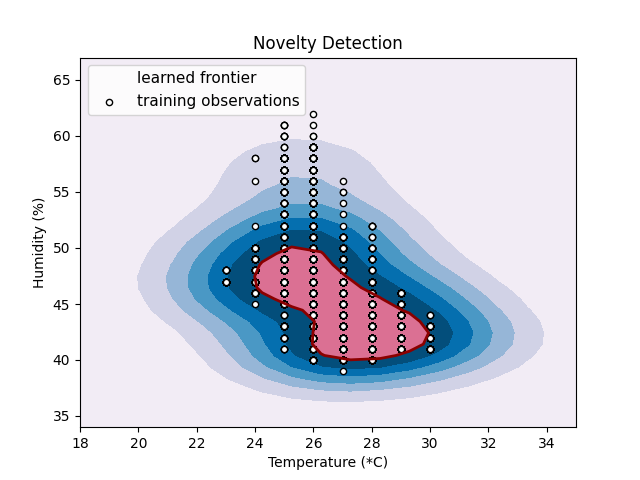 Novelty Detection
learned frontier
training observations
65
60
55
50
45
40
35
Humidity (%)
18 20 22 24 26 28 30 32 34
Temperature (*C)